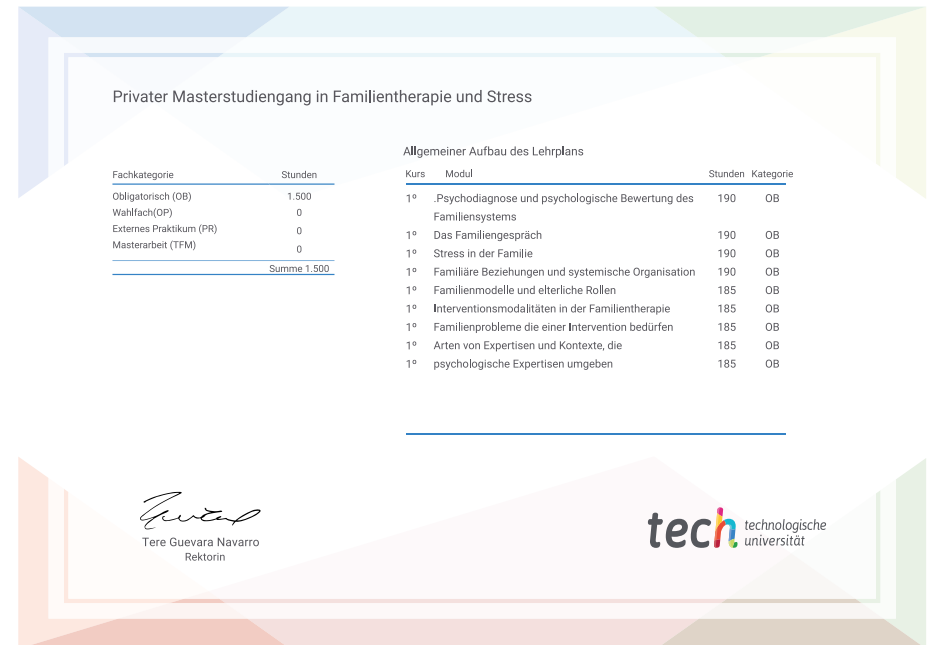 Privater Masterstudiengang in Familientherapie und Stress
Fachkategorie Stunden
Obligatorisch (OB) 1.500
Wahlfach(OP) 0
Externes Praktikum (PR) 0
Masterarbeit (TFM) 0
Summe 1.500
Allgemeiner Aufbau des Lehrplans
Kurs Modul Stunden Kategorie
1º .Psychodiagnose und psychologische Bewertung des 190 OB
Familiensystems
1º Das Familiengespräch 190 OB
1º Stress in der Familie 190 OB
1º Familiäre Beziehungen und systemische Organisation 190 OB
1º Familienmodelle und elterliche Rollen 185 OB
1º Interventionsmodalitäten in der Familientherapie 185 OB
1º Familienprobleme die einer Intervention bedürfen 185 OB
1º Arten von Expertisen und Kontexte, die 185 OB
1º psychologische Expertisen umgeben 185 OB
Tere Guevara Navarro
Rektorin
tech technologische
universität